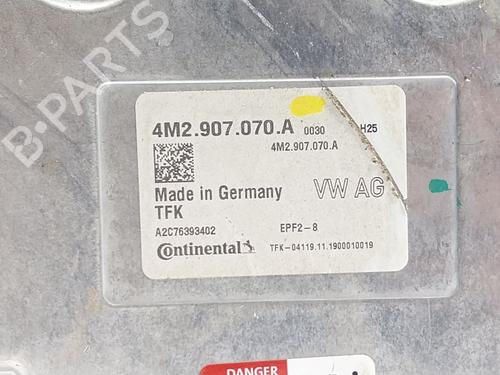 B-PARTS
4M2.907.070.A 0030 H25
4M2.907.070.A
Made in Germany VW AG
TFK
A2C76393402 EPF2-8
Continental TFK-04119.11.1900010019
DANGER